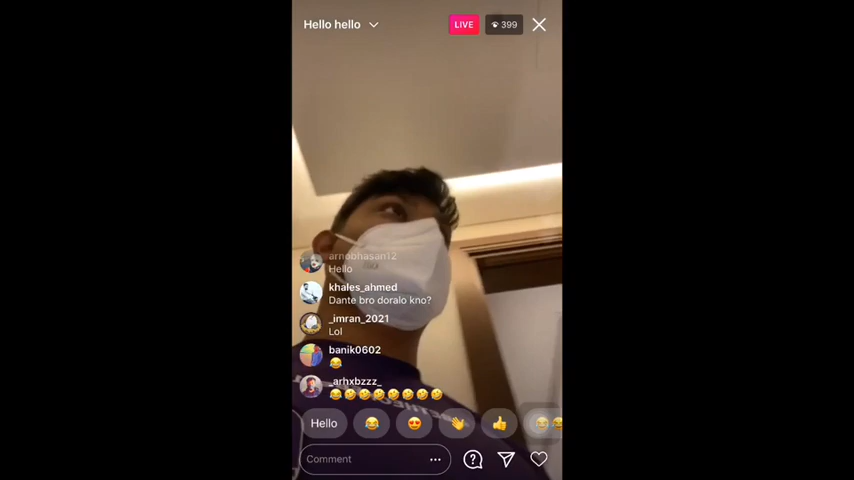 Hello hello
LIVE
399
arnobhasan12
Hello
khales_ahmed
Dante bro doralo kno?
_imran_2021
Lol
banik0602
😂
_arhxbzzz_
😂🤣🤣🤣🤣🤣🤣🤣
Hello 😂 😍 👋 👍 😂😂
Comment